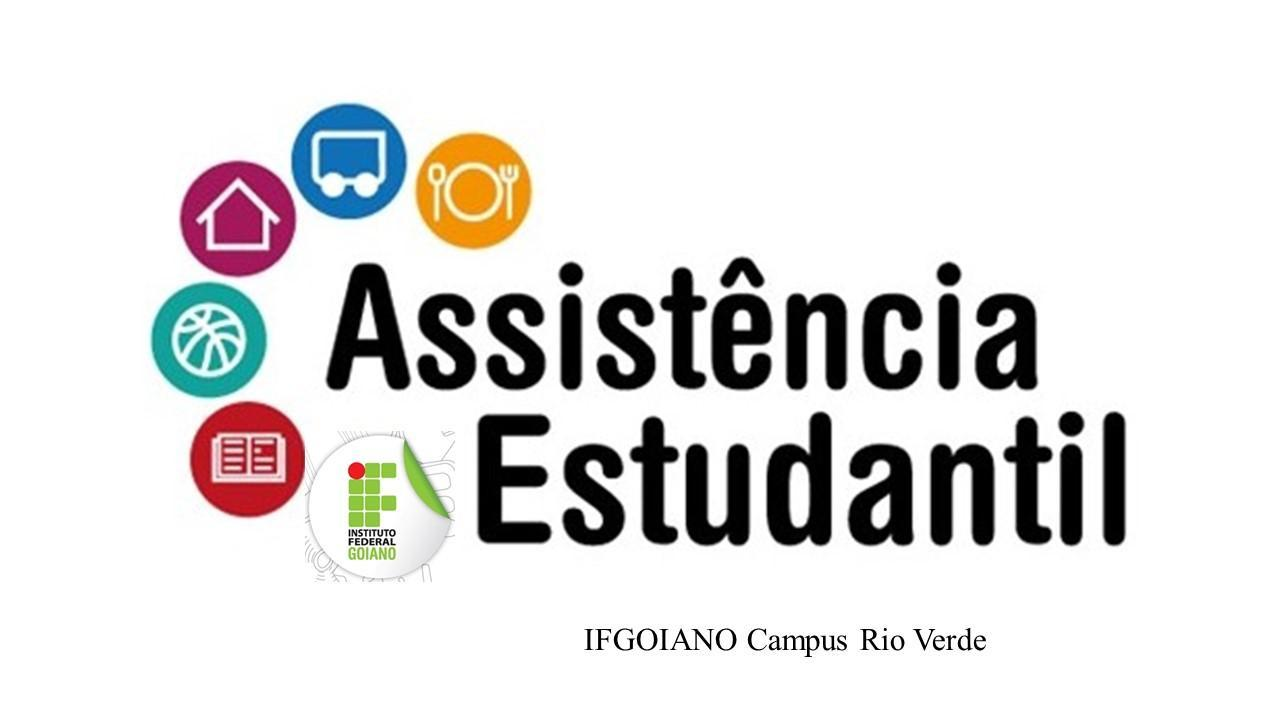 Assistência
Estudantil
INSTITUTO
FEDERAL
GOIANO
IFGOIANO Campus Rio Verde